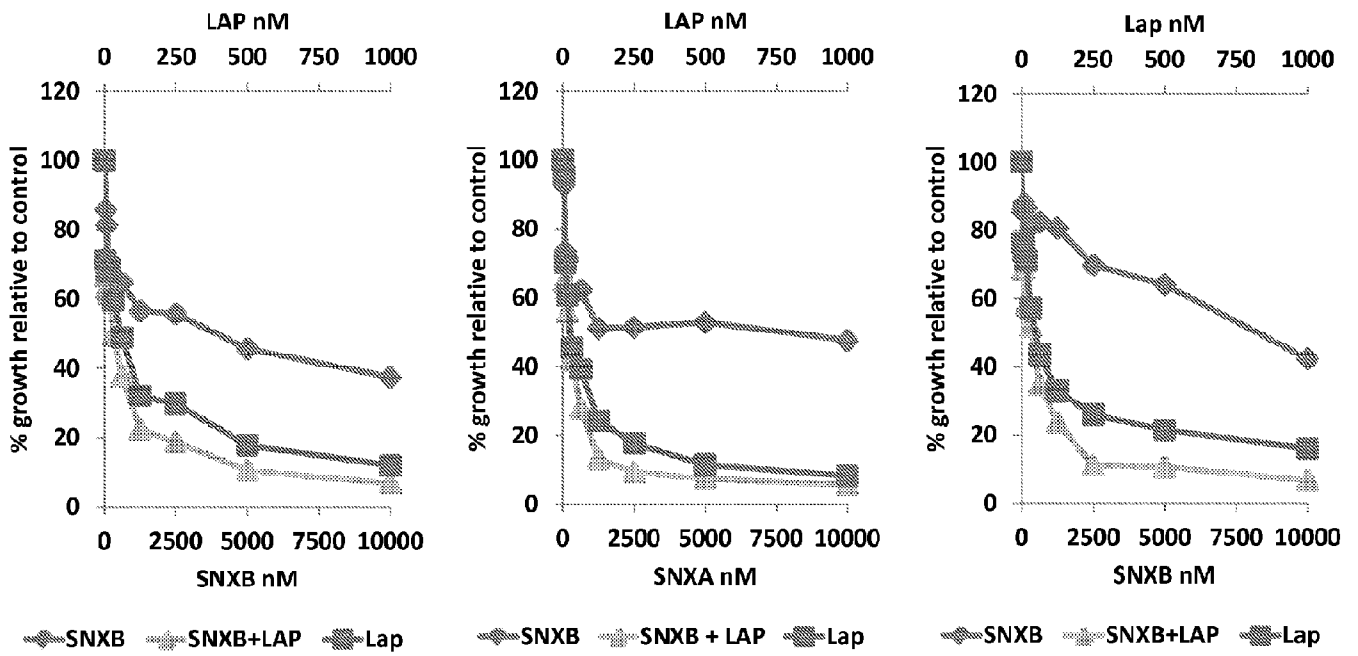 LAP nM
0 250 500 750 1000
% growth relative to control
120
100
80
60
40
20
0
0 2500 5000 7500 10000
SNXB nM
SNXB SNXB+LAP Lap
LAP nM
0 250 500 750 1000
% growth relative to control
120
100
80
60
40
20
0
0 2500 5000 7500 10000
SNXA nM
SNXB SNXB + LAP Lap
Lap nM
0 250 500 750 1000
% growth relative to control
120
100
80
60
40
20
0
0 2500 5000 7500 10000
SNXB nM
SNXB SNXB+LAP Lap